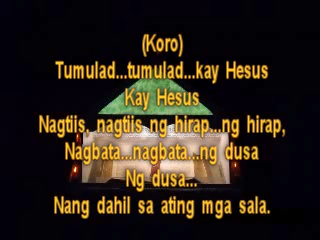 (Koro)
Tumulad...tumulad...kay Hesus
Kay Hesus
Nagtiis, nagtiis ng hirap...ng hirap,
Nagbata...nagbata...ng dusa
Ng dusa...
Nang dahil sa ating mga sala.